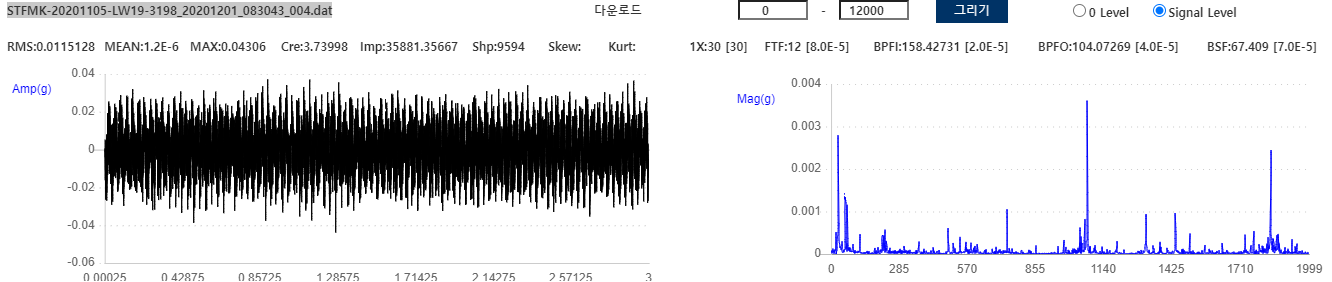 STFMK-20201105-LW19-3198_20201201_083043_004.dat 다운로드
0 - 12000 그리기 0 Level Signal Level
RMS:0.0115128 MEAN:1.2E-6 MAX:0.04306 Cre:3.73998 Imp:35881.35667 Shp:9594 Skew: Kurt:
1X:30 [30] FTF:12 [8.0E-5] BPFI:158.42731 [2.0E-5] BPFO:104.07269 [4.0E-5] BSF:67.409 [7.0E-5]
Amp(g)
0.04
0.02
0
-0.02
-0.04
-0.06
0.00025 0.42875 0.85725 1.28575 1.71425 2.14275 2.57125 3
Mag(g)
0.004
0.003
0.002
0.001
0
0 285 570 855 1140 1425 1710 1999